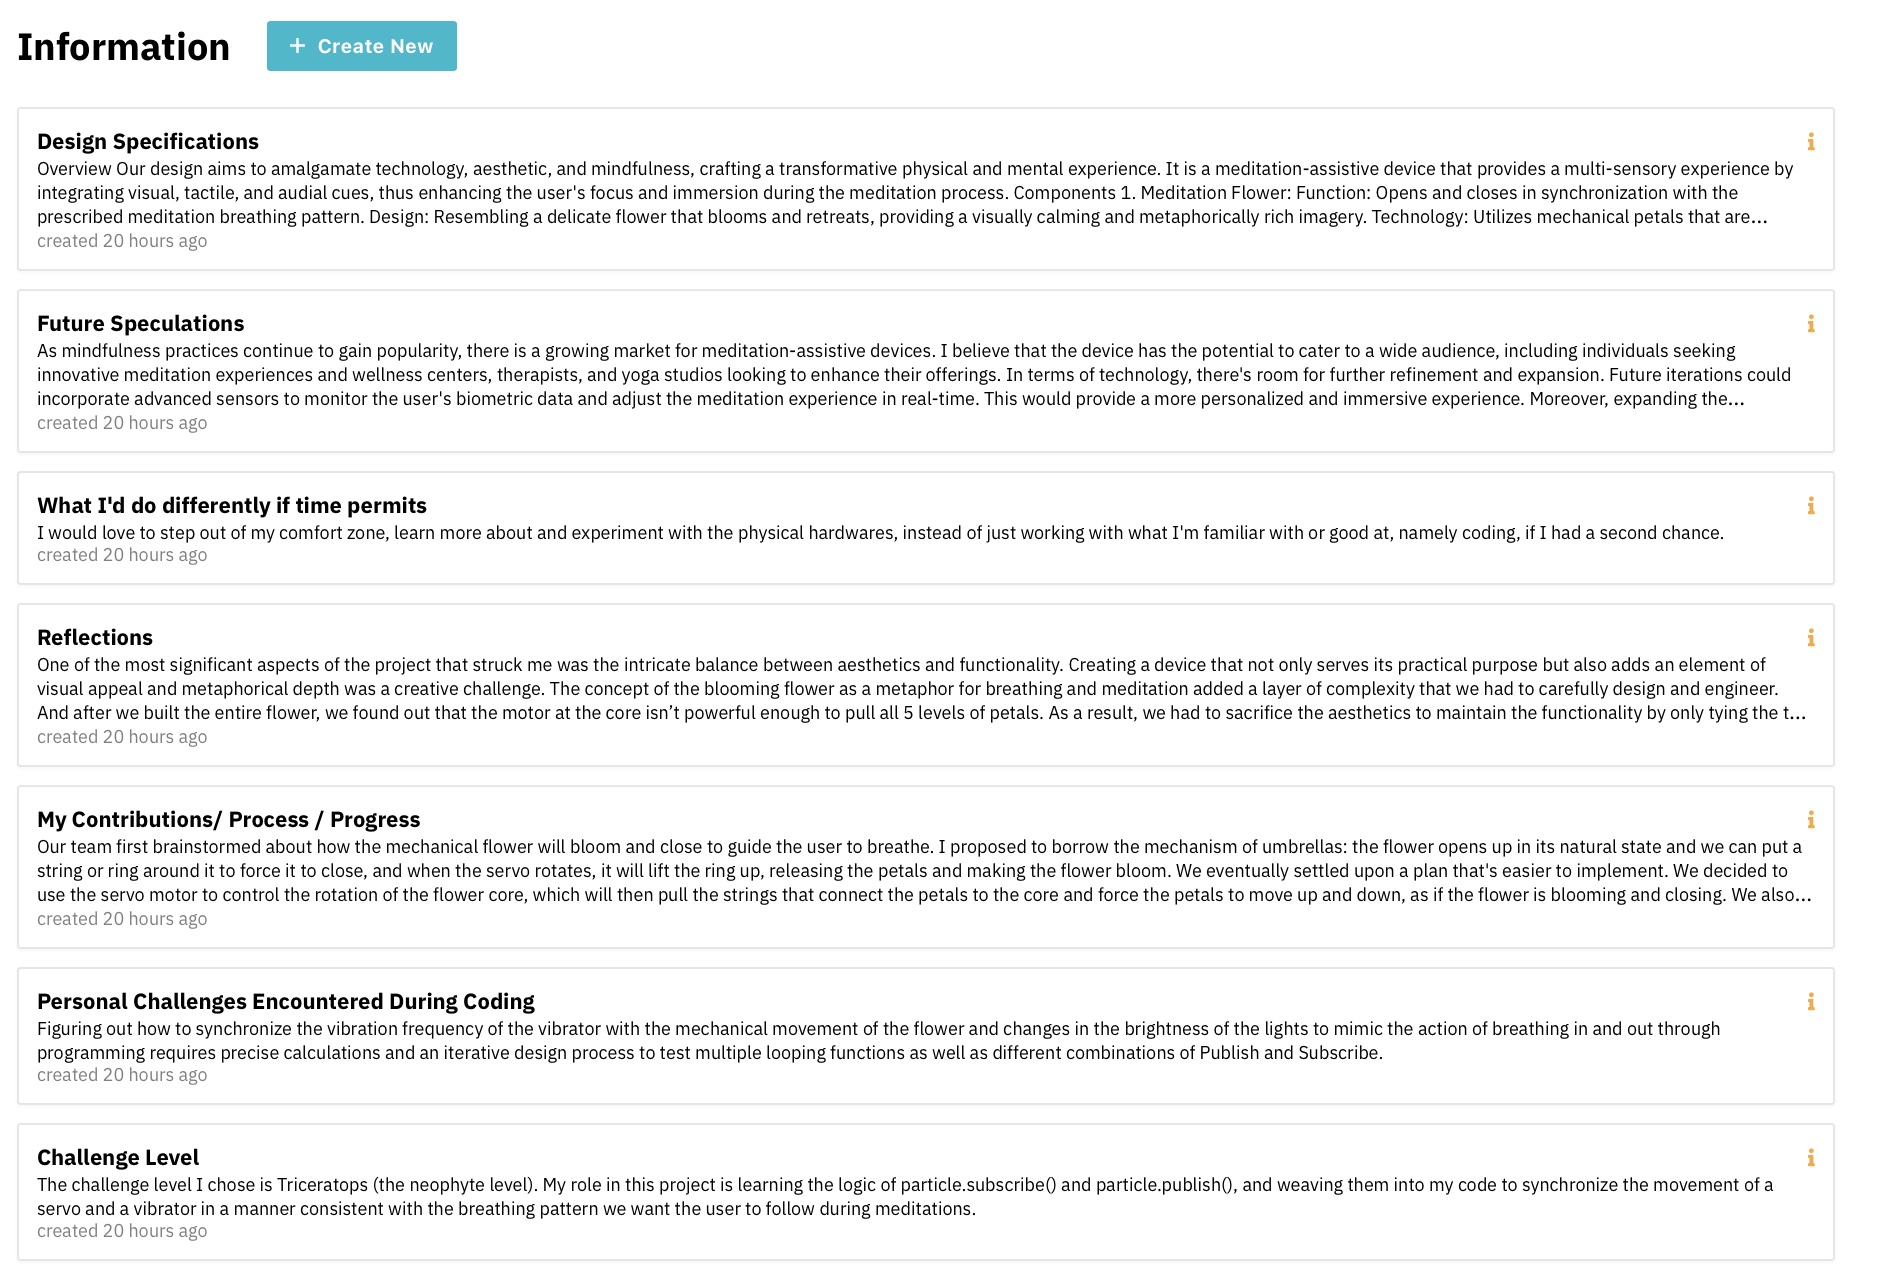 Information
+ Create New
Design Specifications
Overview Our design aims to amalgamate technology, aesthetic, and mindfulness, crafting a transformative physical and mental experience. It is a meditation-assistive device that provides a multi-sensory experience by
integrating visual, tactile, and audial cues, thus enhancing the user's focus and immersion during the meditation process. Components 1. Meditation Flower: Function: Opens and closes in synchronization with the
prescribed meditation breathing pattern. Design: Resembling a delicate flower that blooms and retreats, providing a visually calming and metaphorically rich imagery. Technology: Utilizes mechanical petals that are...
created 20 hours ago
Future Speculations
As mindfulness practices continue to gain popularity, there is a growing market for meditation-assistive devices. I believe that the device has the potential to cater to a wide audience, including individuals seeking
innovative meditation experiences and wellness centers, therapists, and yoga studios looking to enhance their offerings. In terms of technology, there's room for further refinement and expansion. Future iterations could
incorporate advanced sensors to monitor the user's biometric data and adjust the meditation experience in real-time. This would provide a more personalized and immersive experience. Moreover, expanding the...
created 20 hours ago
What I'd do differently if time permits
I would love to step out of my comfort zone, learn more about and experiment with the physical hardwares, instead of just working with what I'm familiar with or good at, namely coding, if I had a second chance.
created 20 hours ago
Reflections
One of the most significant aspects of the project that struck me was the intricate balance between aesthetics and functionality. Creating a device that not only serves its practical purpose but also adds an element of
visual appeal and metaphorical depth was a creative challenge. The concept of the blooming flower as a metaphor for breathing and meditation added a layer of complexity that we had to carefully design and engineer.
And after we built the entire flower, we found out that the motor at the core isn’t powerful enough to pull all 5 levels of petals. As a result, we had to sacrifice the aesthetics to maintain the functionality by only tying the t...
created 20 hours ago
My Contributions/ Process / Progress
Our team first brainstormed about how the mechanical flower will bloom and close to guide the user to breathe. I proposed to borrow the mechanism of umbrellas: the flower opens up in its natural state and we can put a
string or ring around it to force it to close, and when the servo rotates, it will lift the ring up, releasing the petals and making the flower bloom. We eventually settled upon a plan that's easier to implement. We decided to
use the servo motor to control the rotation of the flower core, which will then pull the strings that connect the petals to the core and force the petals to move up and down, as if the flower is blooming and closing. We also...
created 20 hours ago
Personal Challenges Encountered During Coding
Figuring out how to synchronize the vibration frequency of the vibrator with the mechanical movement of the flower and changes in the brightness of the lights to mimic the action of breathing in and out through
programming requires precise calculations and an iterative design process to test multiple looping functions as well as different combinations of Publish and Subscribe.
created 20 hours ago
Challenge Level
The challenge level I chose is Triceratops (the neophyte level). My role in this project is learning the logic of particle.subscribe() and particle.publish(), and weaving them into my code to synchronize the movement of a
servo and a vibrator in a manner consistent with the breathing pattern we want the user to follow during meditations.
created 20 hours ago